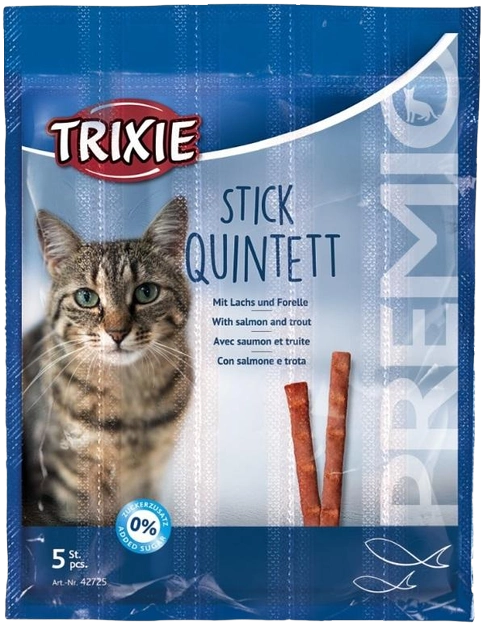 TRIXIE
PREMIO
STICK
QUINTETT
Mit Lachs und Forelle
With salmon and trout
Avec saumon et truite
Con salmone e trota
ZUCKERZUSATZ
0%
ADDED SUGAR
5 St.
pcs.
Art.-Nr. 42725